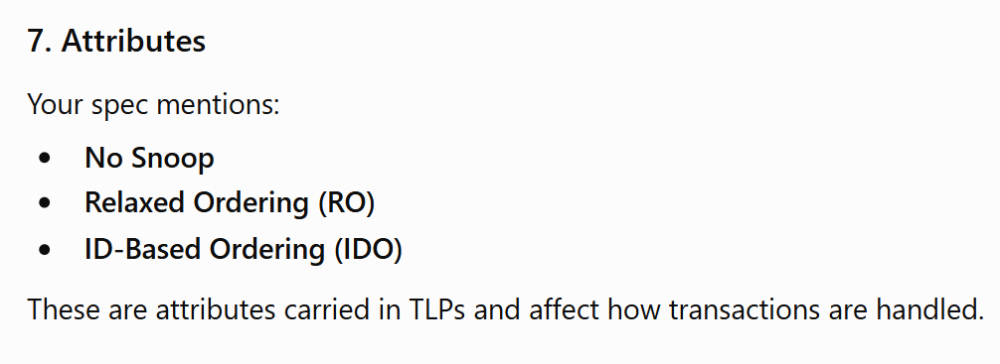 7. Attributes
Your spec mentions:
• No Snoop
• Relaxed Ordering (RO)
• ID-Based Ordering (IDO)
These are attributes carried in TLPs and affect how transactions are handled.